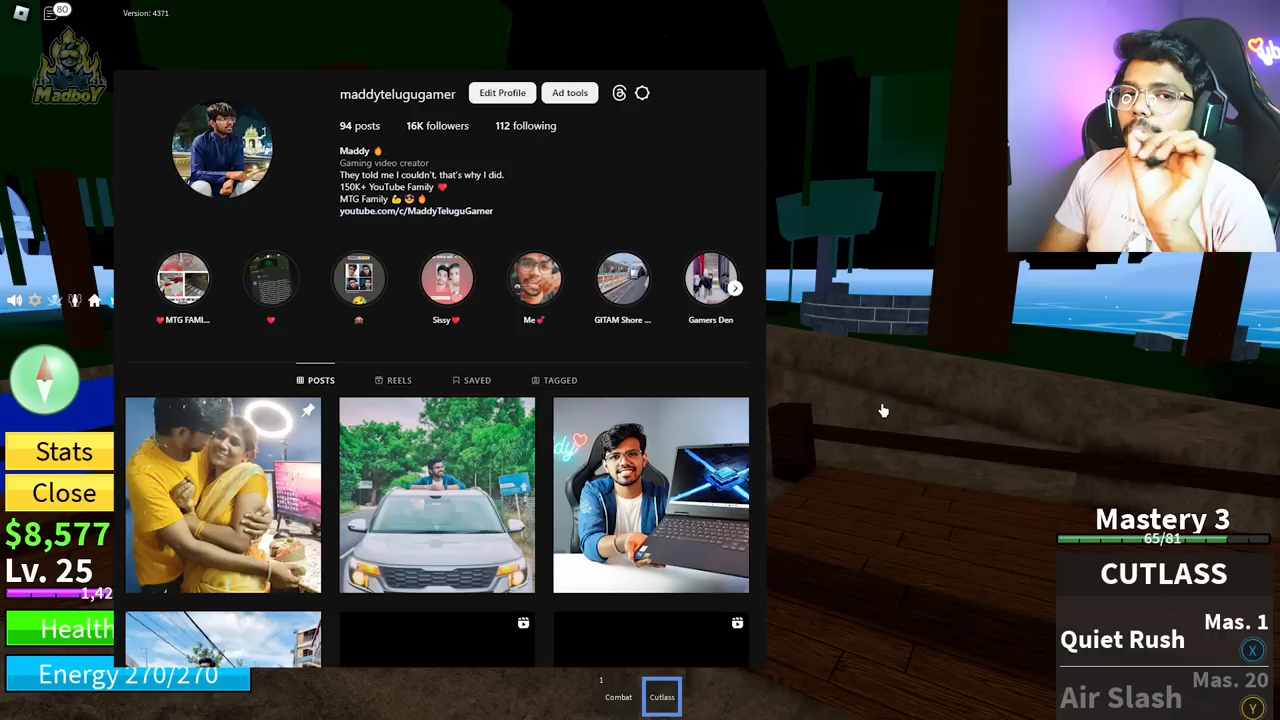 80
Version: 4371
MadboY
maddytelugugamer
Edit Profile
Ad tools
94 posts
16K followers
112 following
Maddy 🔥
Gaming video creator
They told me I couldn't, that's why I did.
150K+ YouTube Family ❤️
MTG Family 💪😎🔥
youtube.com/c/MaddyTeluguGamer
❤️ MTG FAMI...
❤️
Sissy❤️
Me💕
GITAM Shore ...
Gamers Den
POSTS
REELS
SAVED
TAGGED
Stats
Close
$8,577
Lv. 25
1,42
Health
Energy 270/270
1
Combat
Cutlass
Mastery 3
65/81
CUTLASS
Mas. 1
Quiet Rush
X
Mas. 20
Air Slash
Y